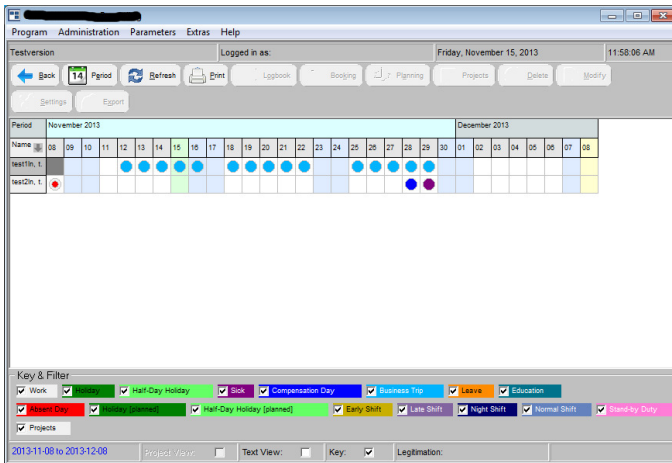 Program Administration Parameters Extras Help
Testversion Logged in as: Friday, November 15, 2013 11:58:06 AM
Back 14 Period Refresh Print Logbook Booking Planning Projects Delete Modify
Settings Export
Period November 2013 December 2013
Name 08 09 10 11 12 13 14 15 16 17 18 19 20 21 22 23 24 25 26 27 28 29 30 01 02 03 04 05 06 07 08
test1ln, t.
test2ln, t.
Key & Filter
Work Holiday Half-Day Holiday Sick Compensation Day Business Trip Leave Education
Absent Day Holiday [planned] Half-Day Holiday [planned] Early Shift Late Shift Night Shift Normal Shift Stand-by Duty
Projects
2013-11-08 to 2013-12-08 Project View: Text View: Key: Legitimation: